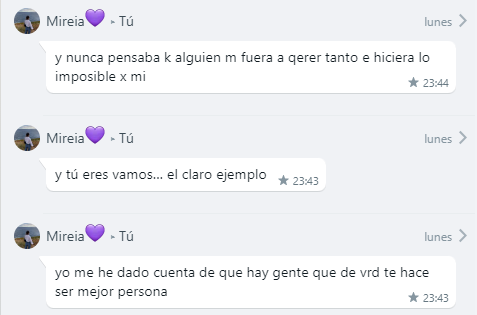 Mireia💜 ▸ Tú lunes
y nunca pensaba k alguien m fuera a qerer tanto e hiciera lo
imposible x mi
★ 23:44
Mireia💜 ▸ Tú lunes
y tú eres vamos... el claro ejemplo ★ 23:43
Mireia💜 ▸ Tú lunes
yo me he dado cuenta de que hay gente que de vrd te hace
ser mejor persona
★ 23:43